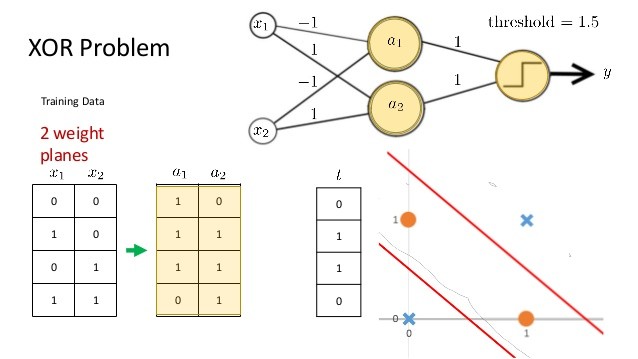 XOR Problem
threshold = 1.5
x₁
−1
1
a₁
1
y
−1
1
x₂
a₂
1
Training Data
2 weight
planes
x₁ x₂
0 0
1 0
0 1
1 1
a₁ a₂
1 0
1 1
1 1
0 1
t
0
1
1
0
1
0
0 1